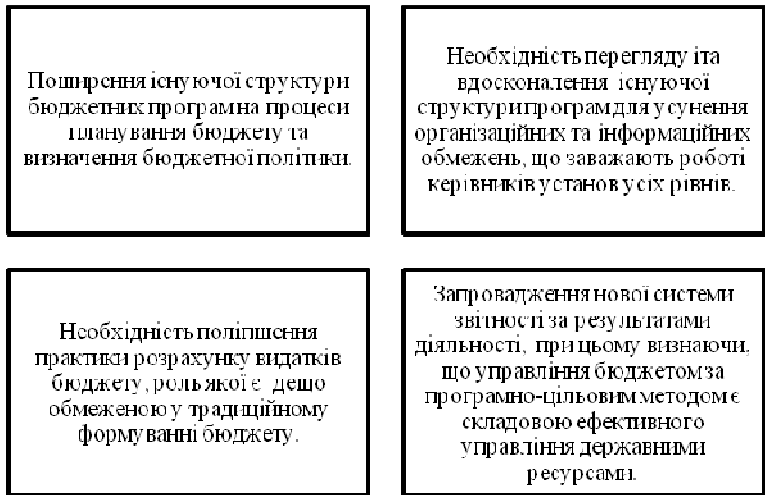 Поширення існуючої структури
бюджетних програм на процеси
планування бюджету та
визначення бюджетної політики.
Необхідність перегляду іта
вдосконалення існуючої
структури програм для усунення
організаційних та інформаційних
обмежень, що заважають роботі
керівників установ усіх рівнів.
Необхідність поліпшення
практики розрахунку видатків
бюджету, роль якої є дещо
обмеженою у традиційному
формуванні бюджету.
Запровадження нової системи
звітності за результатами
діяльності, при цьому визнаючи,
що управління бюджетом за
програмно-цільовим методом є
складовою ефективного
управління державними
ресурсами.